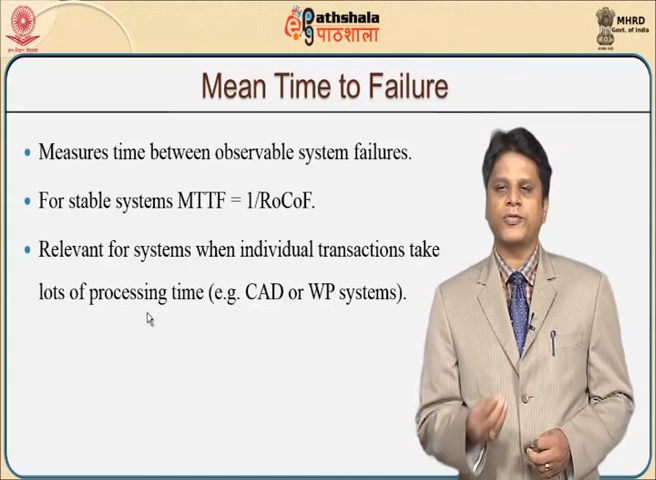 ePgPathshala
पाठशाला
MHRD
Govt. of India
Mean Time to Failure
• Measures time between observable system failures.
• For stable systems MTTF = 1/RoCoF.
• Relevant for systems when individual transactions take
lots of processing time (e.g. CAD or WP systems).